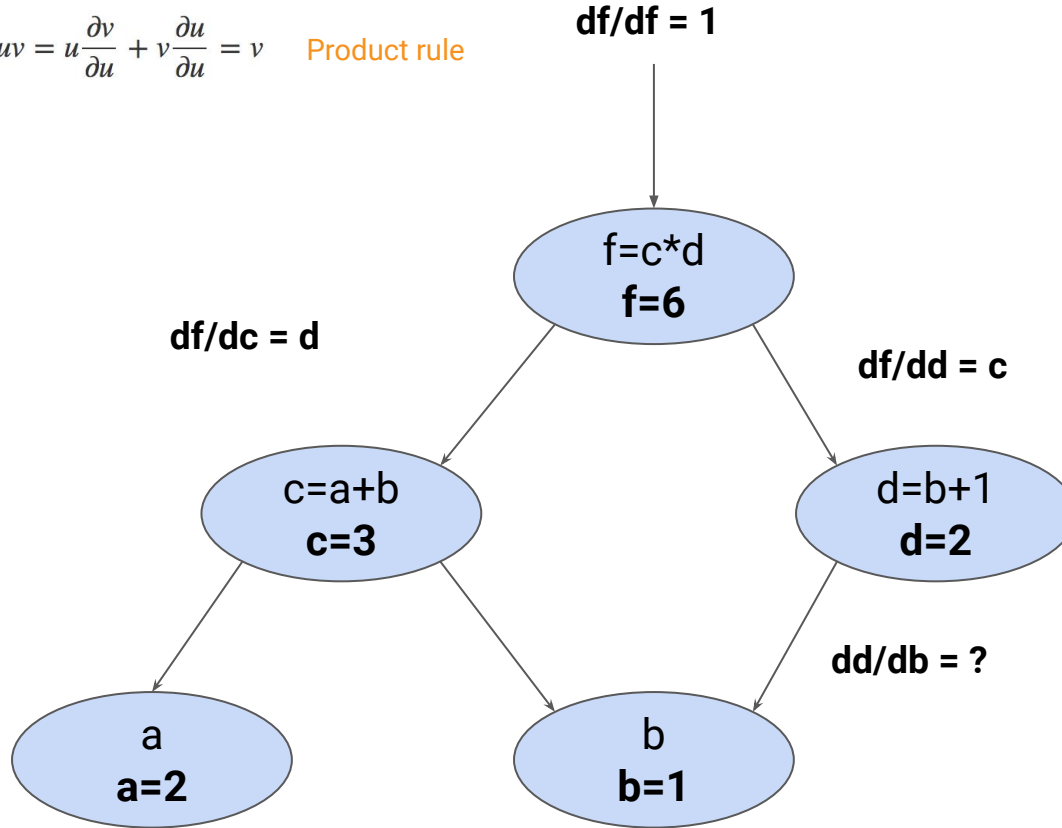 df/df = 1
uv = u ∂v/∂u + v ∂u/∂u = v
Product rule
f=c*d
f=6
df/dc = d
df/dd = c
c=a+b
c=3
d=b+1
d=2
dd/db = ?
a
a=2
b
b=1